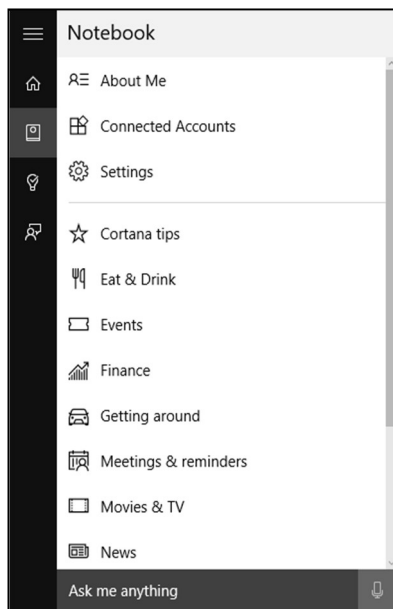 Notebook
About Me
Connected Accounts
Settings
Cortana tips
Eat & Drink
Events
Finance
Getting around
Meetings & reminders
Movies & TV
News
Ask me anything